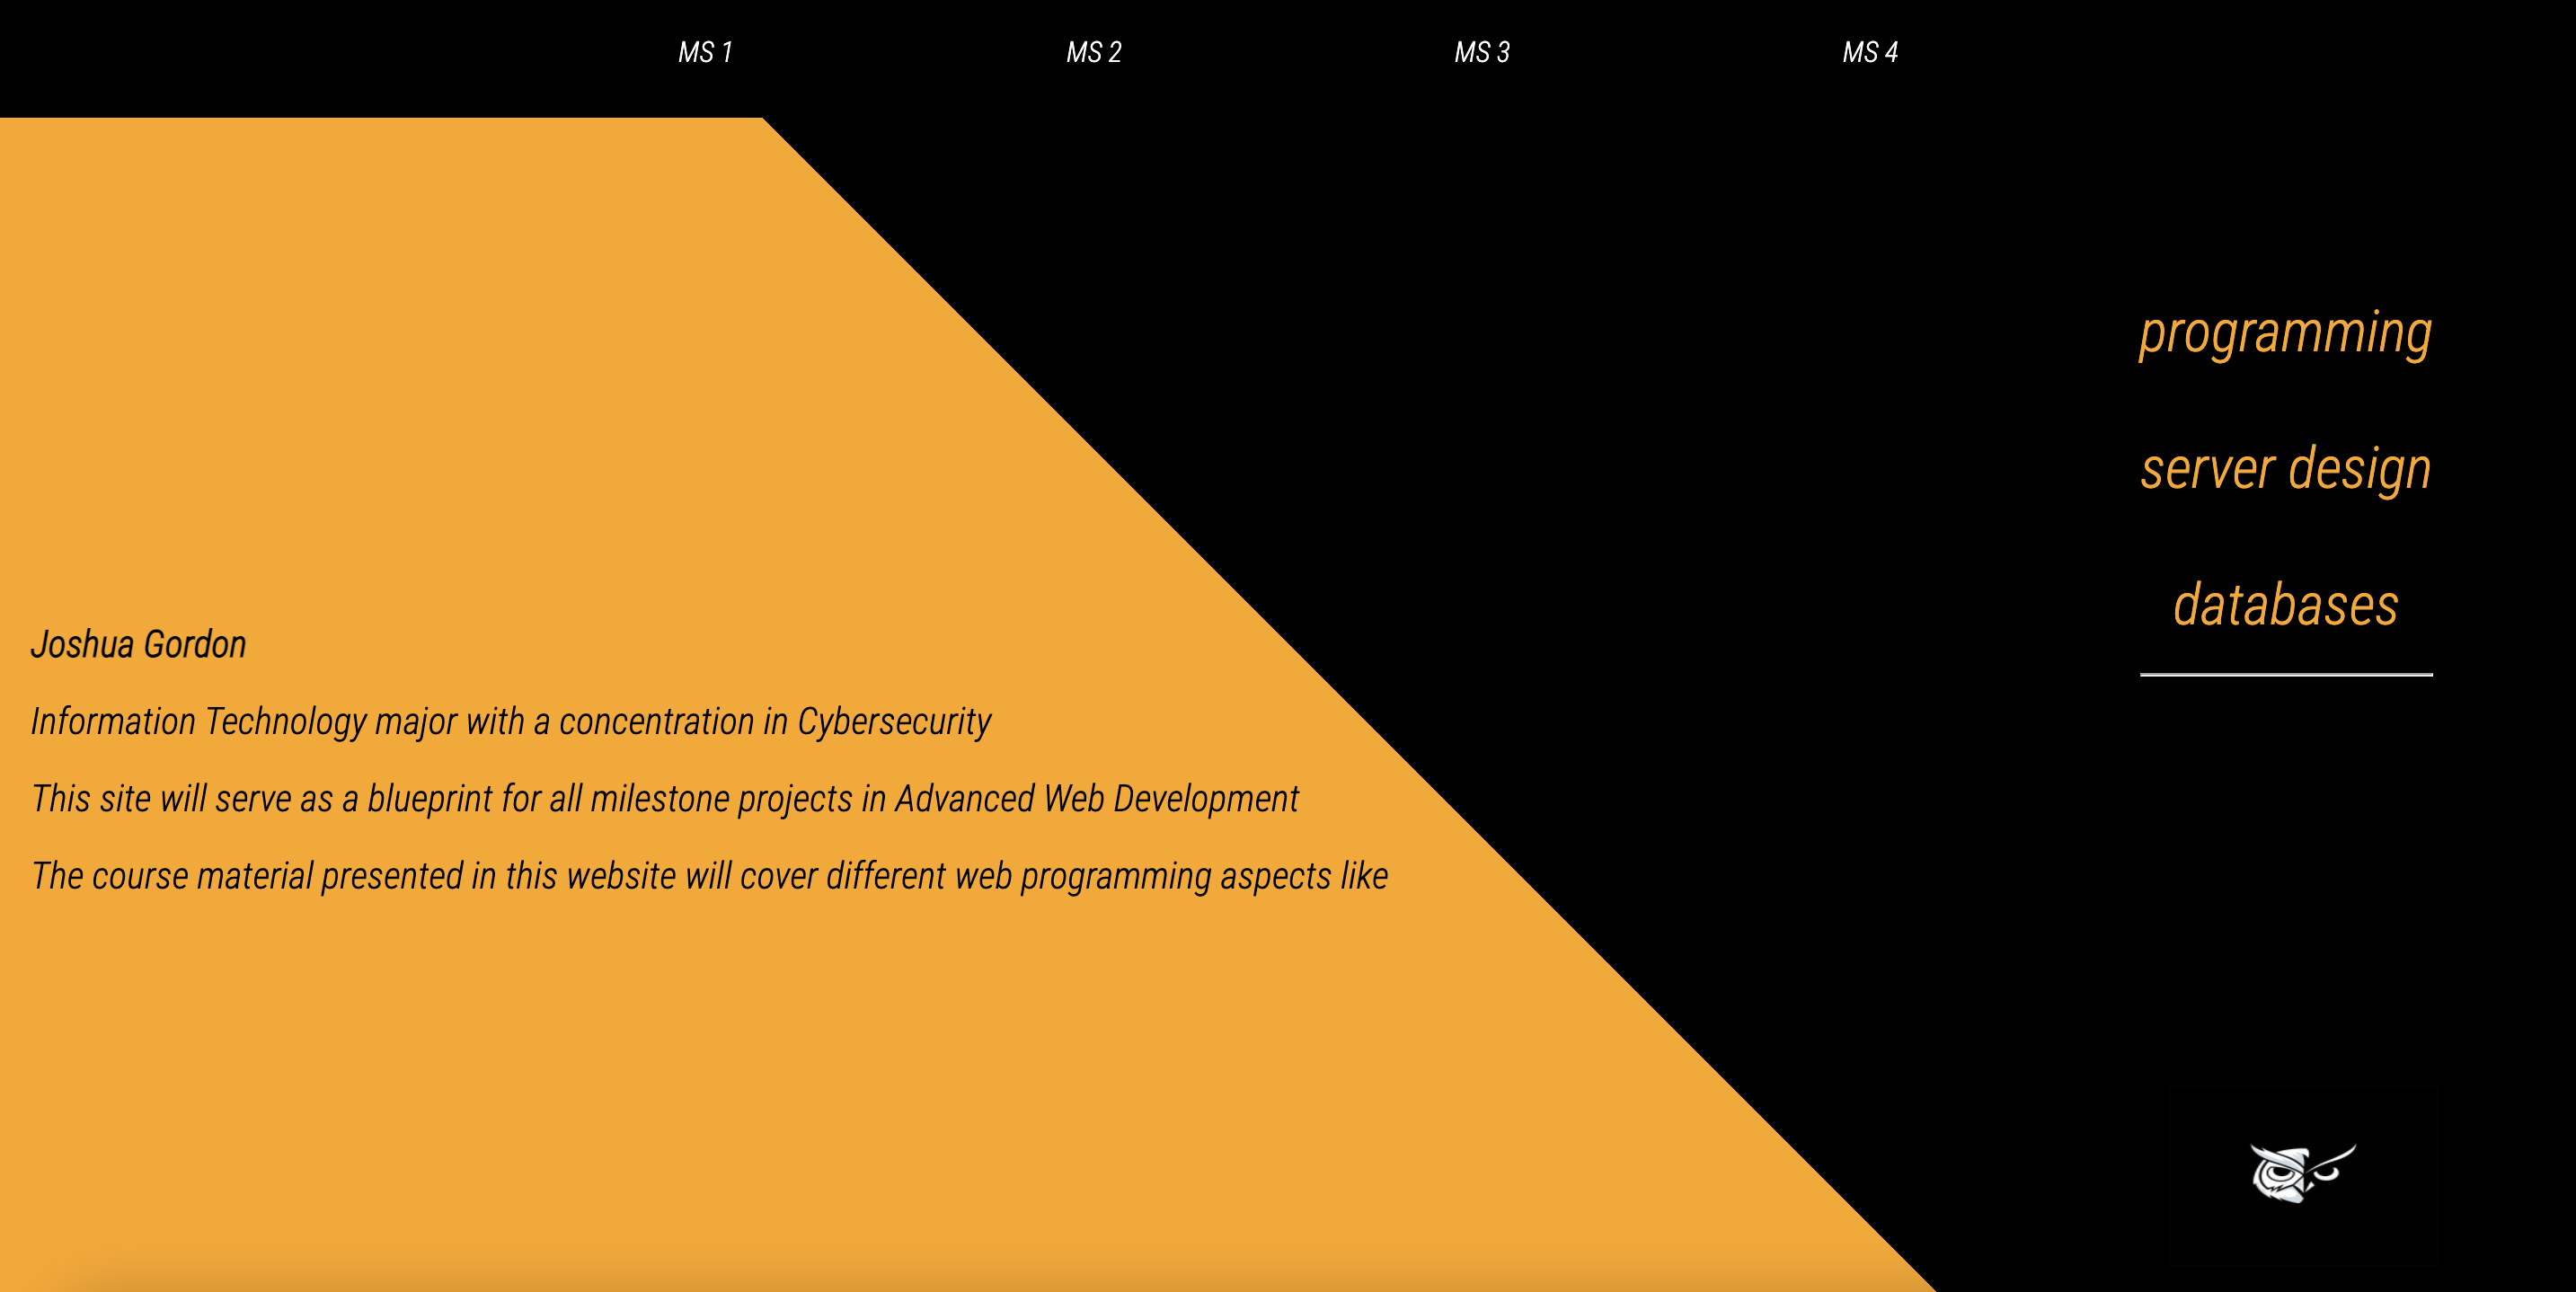 MS 1
MS 2
MS 3
MS 4
Joshua Gordon
Information Technology major with a concentration in Cybersecurity
This site will serve as a blueprint for all milestone projects in Advanced Web Development
The course material presented in this website will cover different web programming aspects like
programming
server design
databases